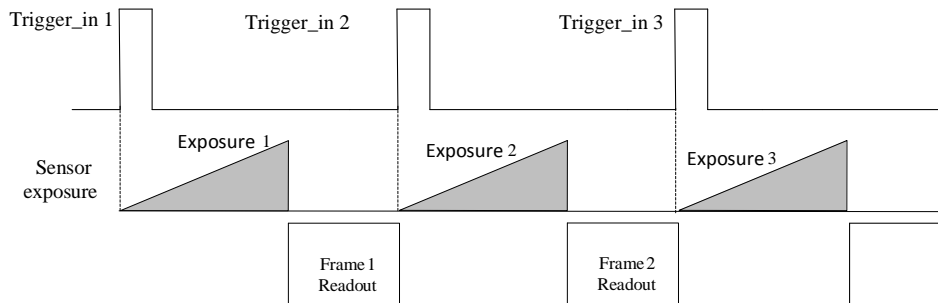 Trigger_in 1
Trigger_in 2
Trigger_in 3
Sensor
exposure
Exposure 1
Exposure 2
Exposure 3
Frame 1
Readout
Frame 2
Readout